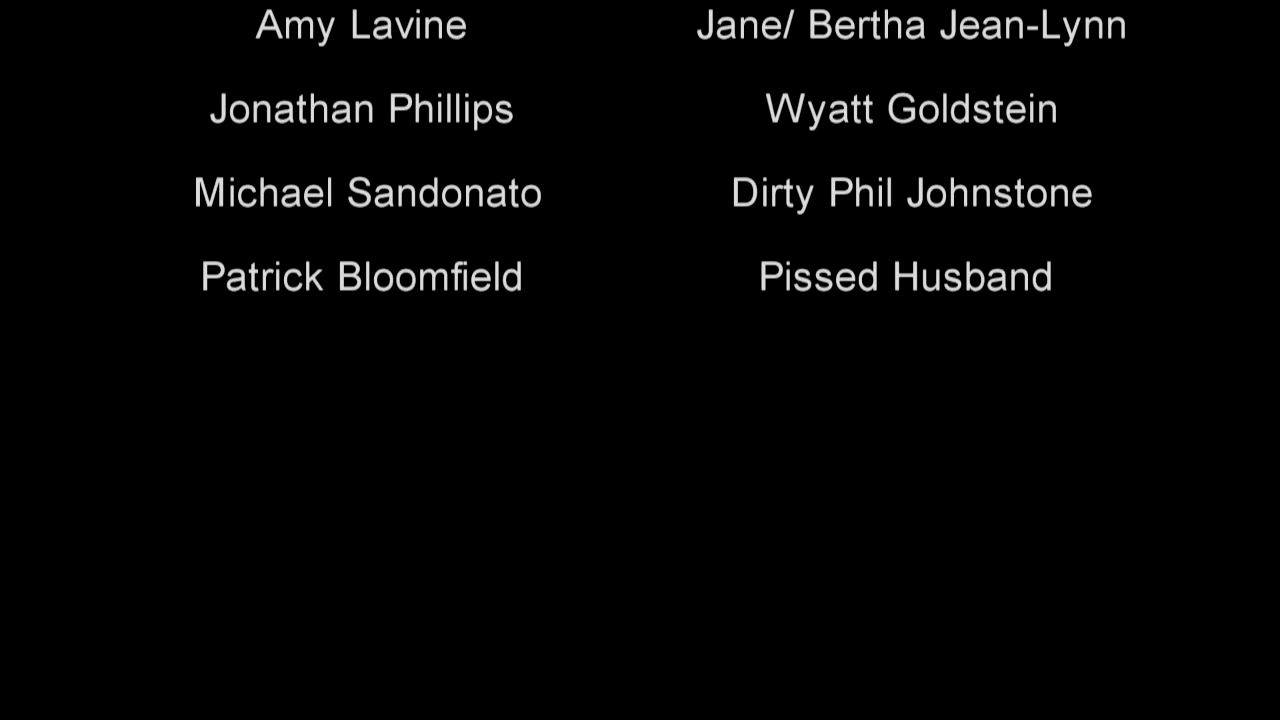 Amy Lavine Jane/ Bertha Jean-Lynn
Jonathan Phillips Wyatt Goldstein
Michael Sandonato Dirty Phil Johnstone
Patrick Bloomfield Pissed Husband